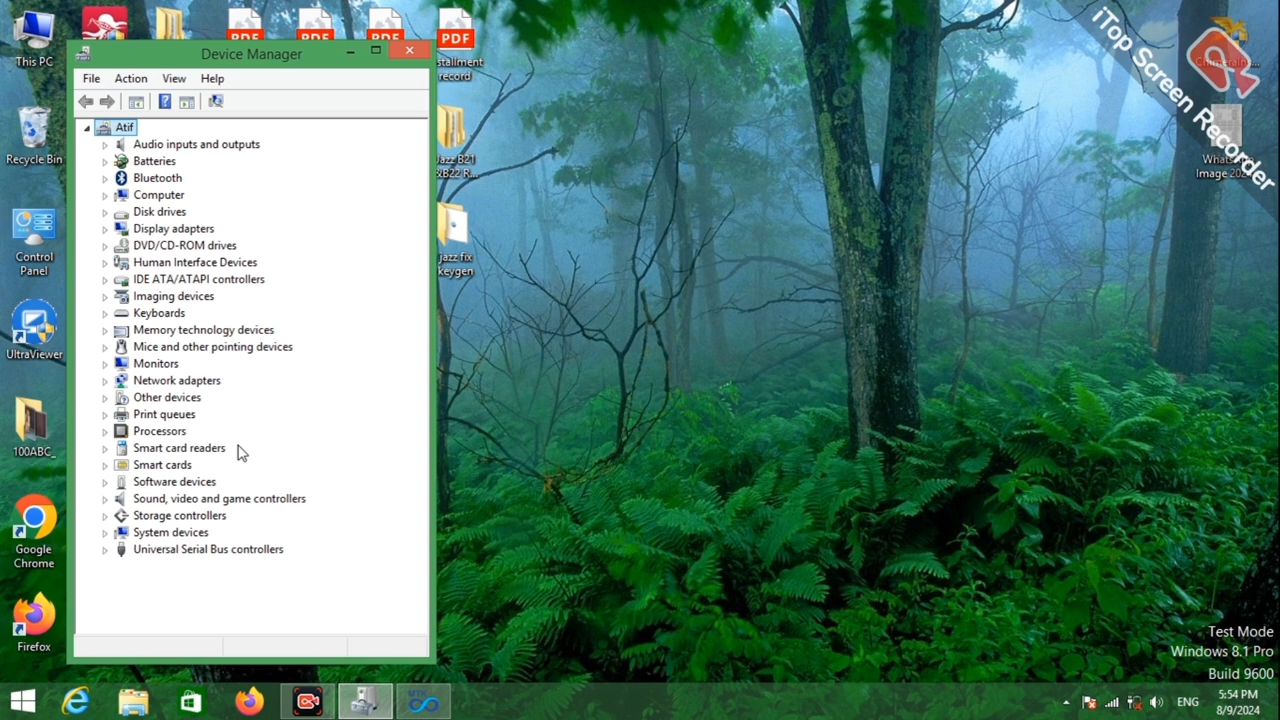 This PC
PDF
PDF
PDF
PDF
stallment
record
Recycle Bin
Jazz B21
&B22 R...
Control
Panel
jazz fix
keygen
UltraViewer
100ABC_
Google
Chrome
Firefox
Device Manager
File Action View Help
Atif
Audio inputs and outputs
Batteries
Bluetooth
Computer
Disk drives
Display adapters
DVD/CD-ROM drives
Human Interface Devices
IDE ATA/ATAPI controllers
Imaging devices
Keyboards
Memory technology devices
Mice and other pointing devices
Monitors
Network adapters
Other devices
Print queues
Processors
Smart card readers
Smart cards
Software devices
Sound, video and game controllers
Storage controllers
System devices
Universal Serial Bus controllers
iTop Screen Recorder
Image 202
Test Mode
Windows 8.1 Pro
Build 9600
MTK
ENG
5:54 PM
8/9/2024